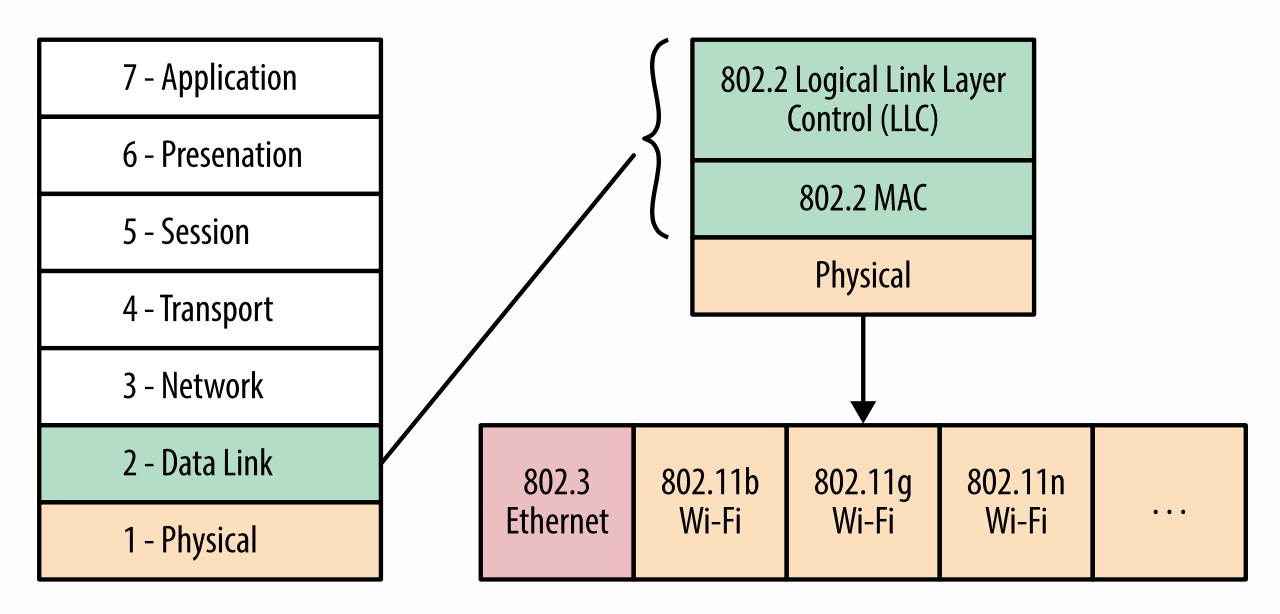 7 - Application
6 - Presenation
5 - Session
4 - Transport
3 - Network
2 - Data Link
1 - Physical
802.2 Logical Link Layer
Control (LLC)
802.2 MAC
Physical
802.3
Ethernet
802.11b
Wi-Fi
802.11g
Wi-Fi
802.11n
Wi-Fi
...